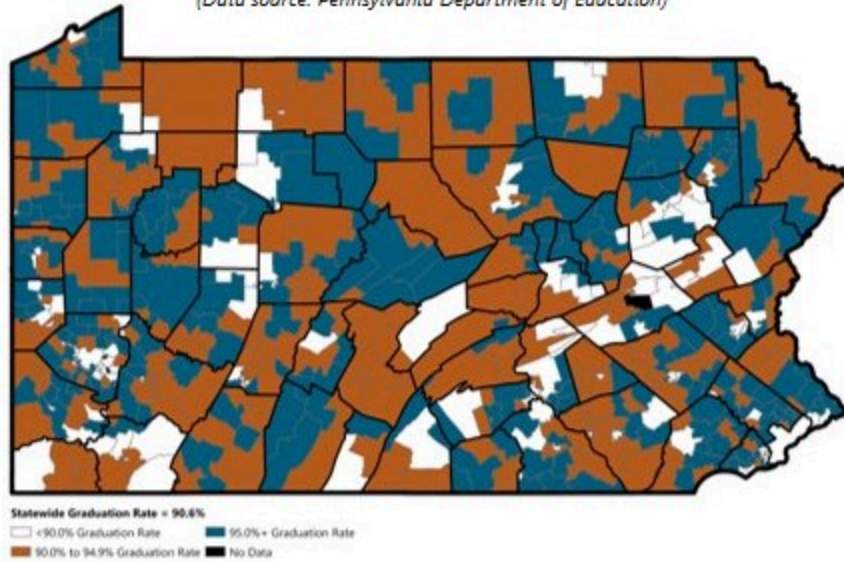 (Data source: Pennsylvania Department of Education)
Statewide Graduation Rate = 90.6%
<90.0% Graduation Rate
95.0%+ Graduation Rate
90.0% to 94.9% Graduation Rate
No Data